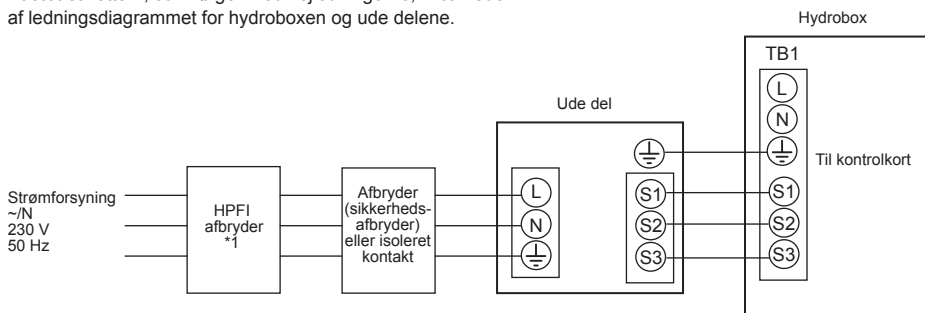 af ledningsdiagrammet for hydroboxen og ude delene.
Hydrobox
TB1
L
N
Til kontrolkort
S1
S2
S3
Ude del
L
N
S1
S2
S3
Strømforsyning
~/N
230 V
50 Hz
HPFI
afbryder
*1
Afbryder
(sikkerheds-
afbryder)
eller isoleret
kontakt